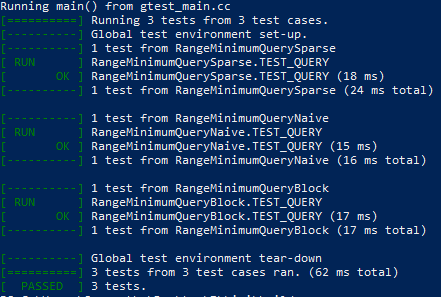 Running main() from gtest_main.cc
[==========] Running 3 tests from 3 test cases.
[----------] Global test environment set-up.
[----------] 1 test from RangeMinimumQuerySparse
[ RUN      ] RangeMinimumQuerySparse.TEST_QUERY
[       OK ] RangeMinimumQuerySparse.TEST_QUERY (18 ms)
[----------] 1 test from RangeMinimumQuerySparse (24 ms total)
[----------] 1 test from RangeMinimumQueryNaive
[ RUN      ] RangeMinimumQueryNaive.TEST_QUERY
[       OK ] RangeMinimumQueryNaive.TEST_QUERY (15 ms)
[----------] 1 test from RangeMinimumQueryNaive (16 ms total)
[----------] 1 test from RangeMinimumQueryBlock
[ RUN      ] RangeMinimumQueryBlock.TEST_QUERY
[       OK ] RangeMinimumQueryBlock.TEST_QUERY (17 ms)
[----------] 1 test from RangeMinimumQueryBlock (17 ms total)
[----------] Global test environment tear-down
[==========] 3 tests from 3 test cases ran. (62 ms total)
[  PASSED  ] 3 tests.